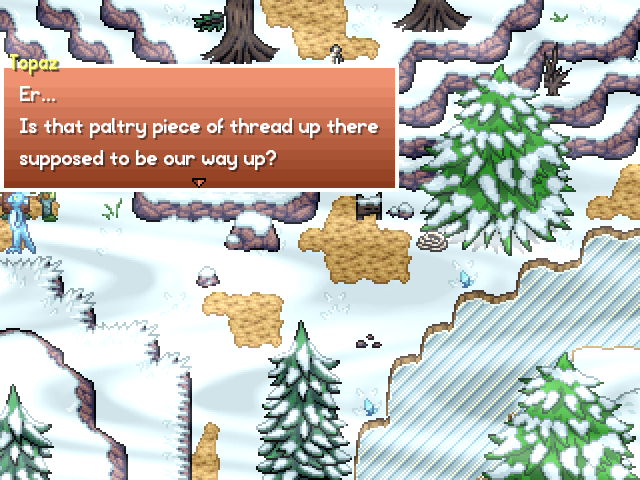 Topaz
Er...
Is that paltry piece of thread up there
supposed to be our way up?